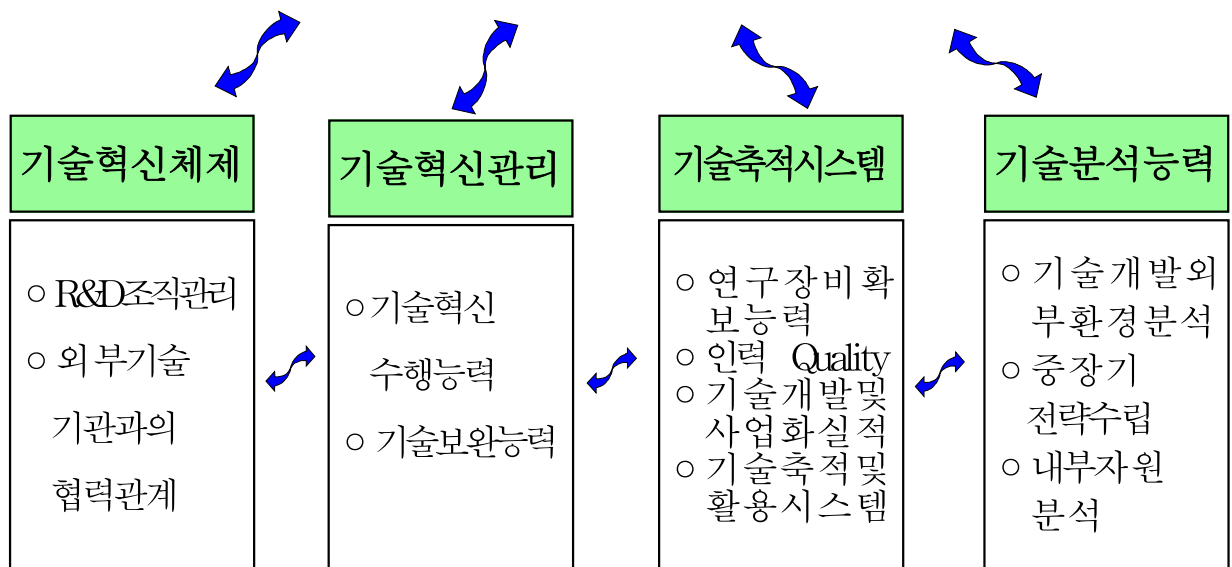 기술혁신체제
기술혁신관리
기술축적시스템
기술분석능력
○ R&D조직관리
○ 외부기술
기관과의
협력관계
○ 기술혁신
수행능력
○ 기술보완능력
○ 연구장비확
보능력
○ 인력 Quality
○ 기술개발및
사업화실적
○ 기술축적및
활용시스템
○ 기술개발외
부환경분석
○ 중장기
전략수립
○ 내부자원
분석